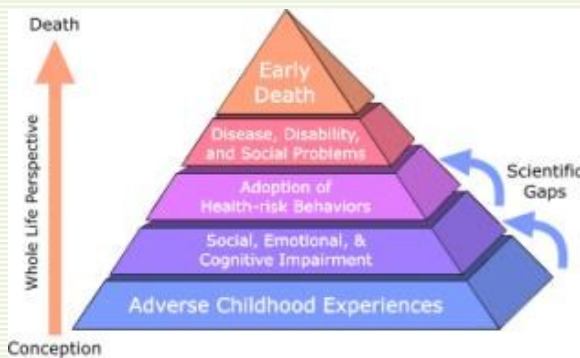 Death
Whole Life Perspective
Conception
Early
Death
Disease, Disability,
and Social Problems
Adoption of
Health-risk Behaviors
Social, Emotional, &
Cognitive Impairment
Adverse Childhood Experiences
Scientific
Gaps